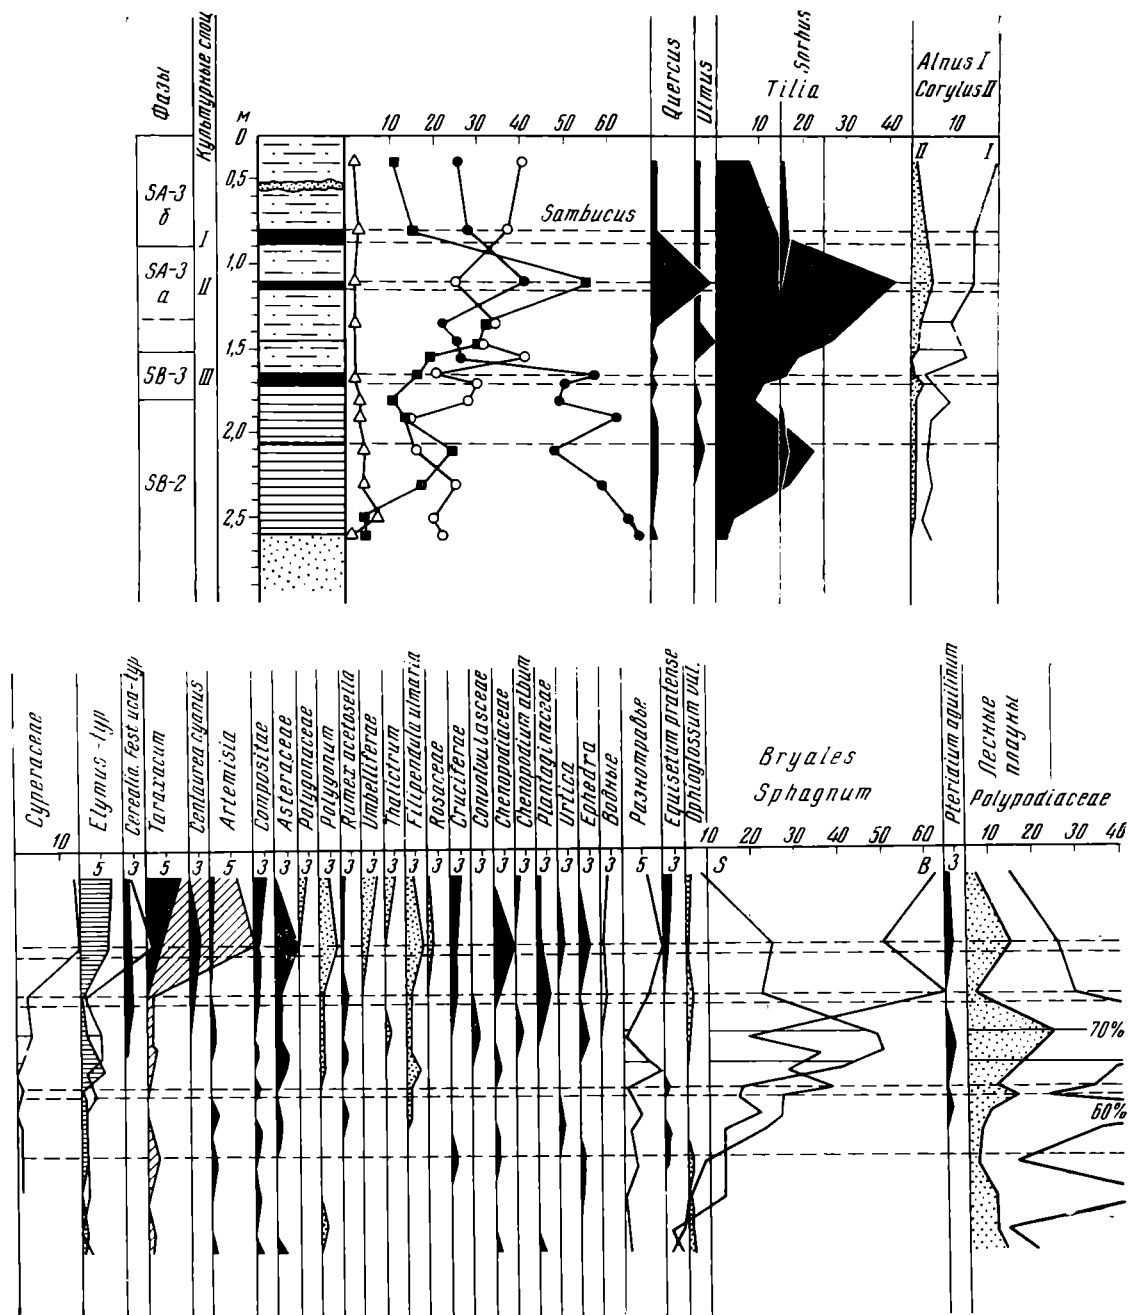 Фазы
Культурные слои
м
10 20 30 40 50 60
Quercus
Ulmus
Tilia
Sorbus
10 20 30 40
Alnus I
Corylus II
10
II I
Sambucus
0
0,5
1,0
1,5
2,0
2,5
SA-3
б
SA-3
а
SB-3
SB-2
I
II
III
Cyperaceae
Elymus-typ
Cerealia. Festuca-typ
Taraxacum
Centaurea cyanus
Artemisia
Compositae
Asteraceae
Polygonaceae
Polygonum
Rumex acetosella
Umbelliferae
Thalictrum
Filipendula ulmaria
Rosaceae
Cruciferae
Convolvulasceae
Chenopodiaceae
Chenopodium album
Plantaginaceae
Urtica
Ephedra
Водные
Разнотравье
Equisetum pratense
Ophioglossum vul.
Bryales
Sphagnum
Pteridium aquilinum
Лесные
плауны
Polypodiaceae
10
10 20 30 40 50 60
10 20 30 40
5 3 5 3 5 3 3 3 3 3 3 3 3 3 3 3 3 3 3 3 3 3 5 3 S B 3
70%
60%